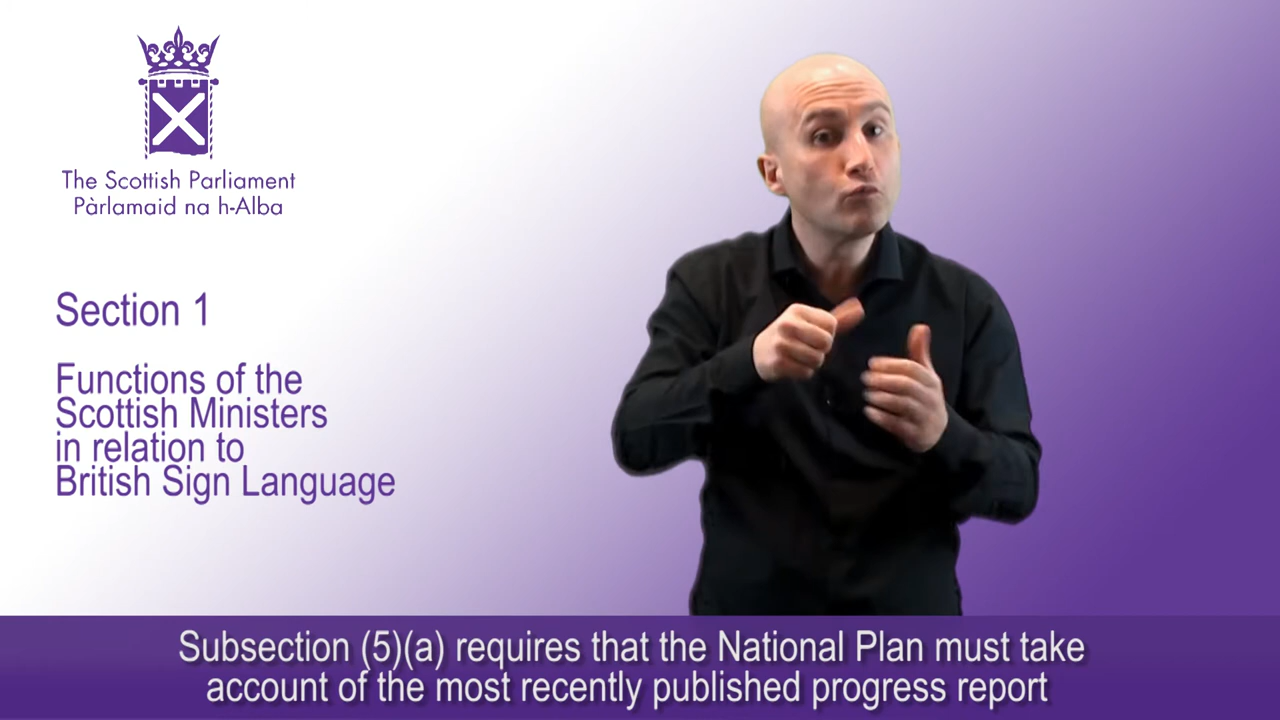 The Scottish Parliament
Pàrlamaid na h-Alba
Section 1
Functions of the
Scottish Ministers
in relation to
British Sign Language
Subsection (5)(a) requires that the National Plan must take
account of the most recently published progress report